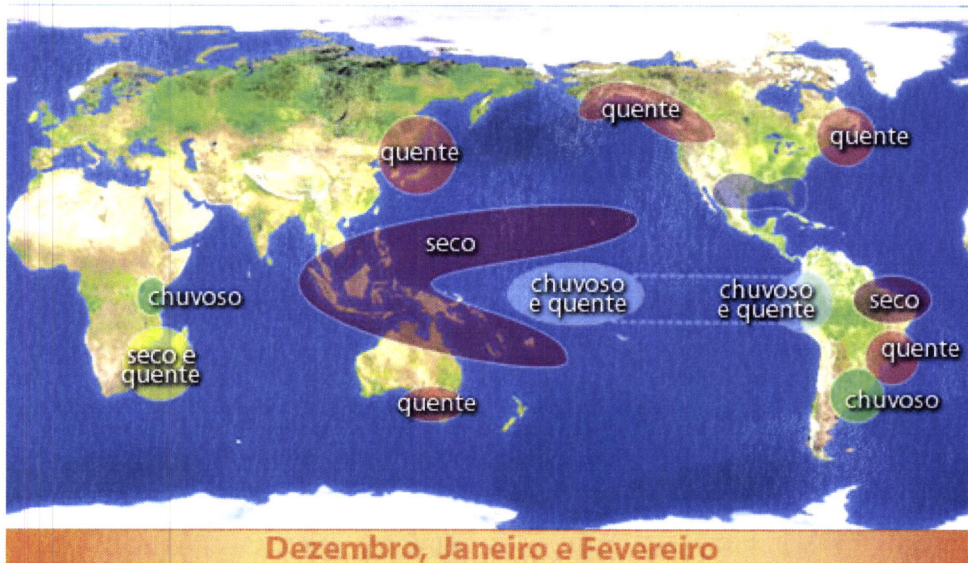 quente
quente
quente
seco
chuvoso
e quente
chuvoso
e quente
seco
chuvoso
seco e
quente
quente
quente
chuvoso
Dezembro, Janeiro e Fevereiro